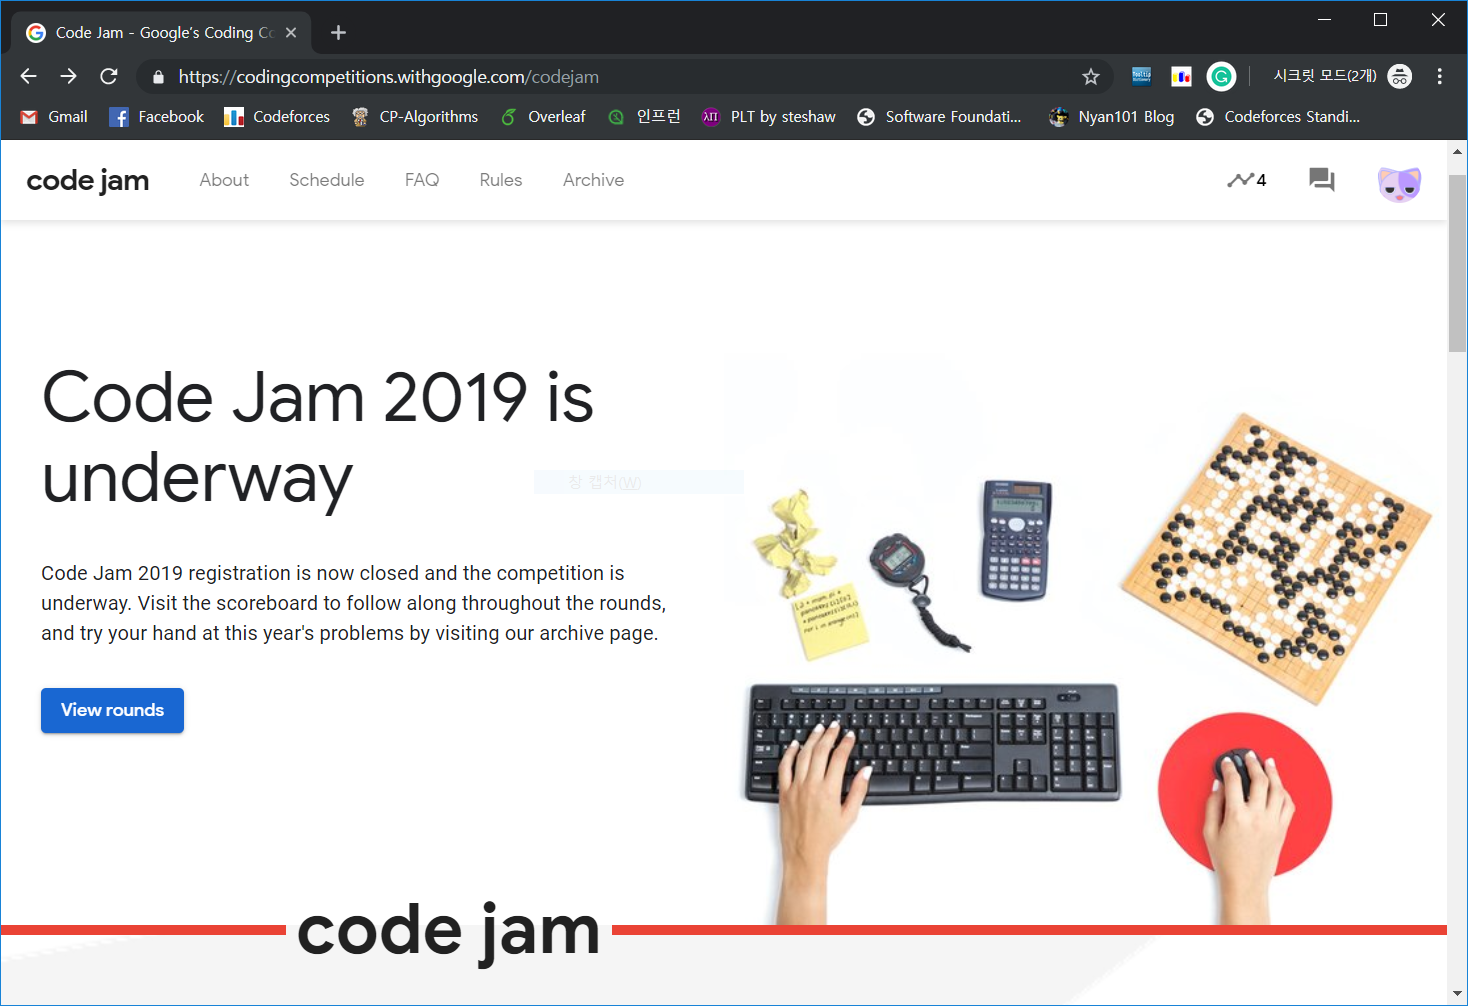 Code Jam - Google's Coding Co
https://codingcompetitions.withgoogle.com/codejam
시크릿 모드(2개)
Gmail Facebook Codeforces CP-Algorithms Overleaf 인프런 PLT by steshaw Software Foundati... Nyan101 Blog Codeforces Standi...
code jam About Schedule FAQ Rules Archive 4
Code Jam 2019 is
underway
창 캡처(W)
Code Jam 2019 registration is now closed and the competition is
underway. Visit the scoreboard to follow along throughout the rounds,
and try your hand at this year's problems by visiting our archive page.
View rounds
code jam